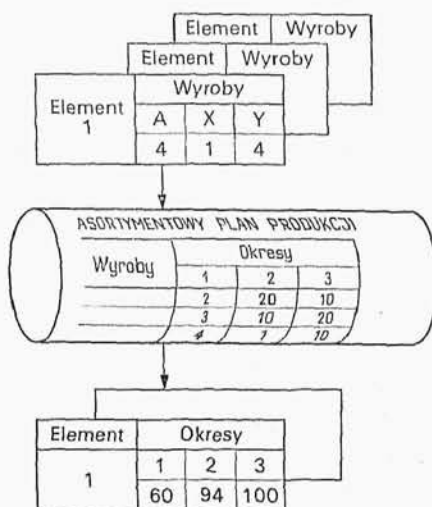 Element Wyroby
Element Wyroby
Element 1 Wyroby
A X Y
4 1 4
ASORTYMENTOWY PLAN PRODUKCJI
Wyroby Okresy
1 2 3
2 20 10
3 10 20
4 1 10
Element Okresy
1 1 2 3
60 94 100